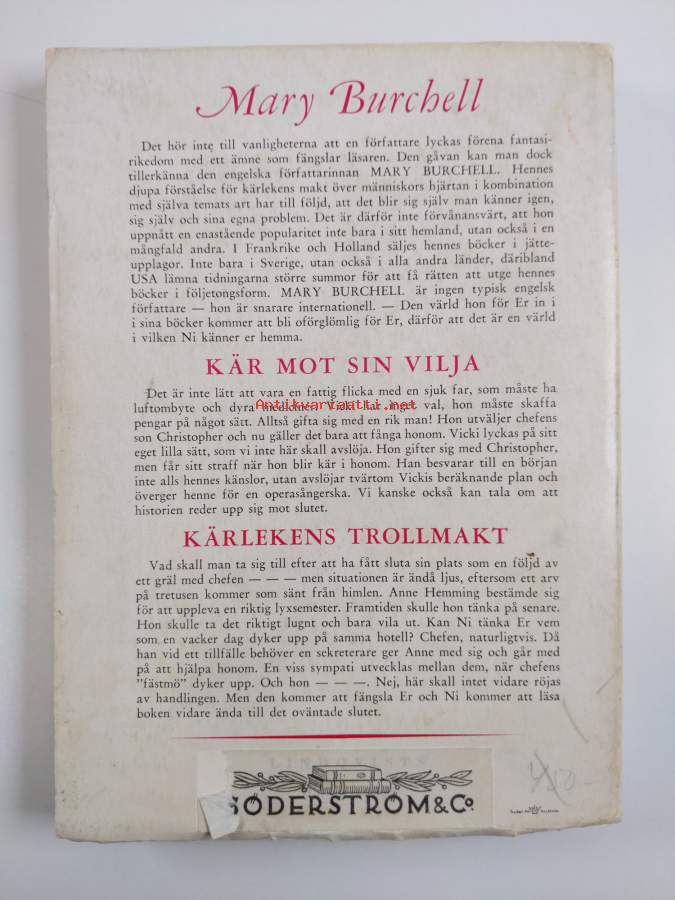 Mary Burchell
Det hör inte till vanligheterna att en författare lyckas förena fantasi-
rikedom med ett ämne som fängslar läsaren. Den gåvan kan man dock
tillerkänna den engelska författarinnan MARY BURCHELL. Hennes
djupa förståelse för kärlekens makt över människors hjärtan i kombination
med själva temats art har till följd, att det blir sig själv man känner igen,
sig själv och sina egna problem. Det är därför inte förvånansvärt, att hon
uppnått en enastående popularitet inte bara i sitt hemland, utan också i en
mångfald andra. I Frankrike och Holland säljes hennes böcker i jätte-
upplagor. Inte bara i Sverige, utan också i alla andra länder, däribland
USA lämna tidningarna större summor för att få rätten att utge hennes
böcker i följetongsform. MARY BURCHELL är ingen typisk engelsk
författare — hon är snarare internationell. — Den värld hon för Er in i
i sina böcker kommer att bli oförglömlig för Er, därför att det är en värld
i vilken Ni känner er hemma.
KÄR MOT SIN VILJA
Det är inte lätt att vara en fattig flicka med en sjuk far, som måste ha
luftombyte och dyra mediciner. Vicki har inget val, hon måste skaffa
Antikvariaatti.net
pengar på något sätt. Alltså gifta sig med en rik man! Hon utväljer chefens
son Christopher och nu gäller det bara att fånga honom. Vicki lyckas på sitt
eget lilla sätt, som vi inte här skall avslöja. Hon gifter sig med Christopher,
men får sitt straff när hon blir kär i honom. Han besvarar till en början
inte alls hennes känslor, utan avslöjar tvärtom Vickis beräknande plan och
överger henne för en operasångerska. Vi kanske också kan tala om att
historien reder upp sig mot slutet.
KÄRLEKENS TROLLMAKT
Vad skall man ta sig till efter att ha fått sluta sin plats som en följd av
ett gräl med chefen — — — men situationen är ändå ljus, eftersom ett arv
på tretusen kommer som sänt från himlen. Anne Hemming bestämde sig
för att uppleva en riktig lyxsemester. Framtiden skulle hon tänka på senare.
Hon skulle ta det riktigt lugnt och bara vila ut. Kan Ni tänka Er vem
som en vacker dag dyker upp på samma hotell? Chefen, naturligtvis. Då
han vid ett tillfälle behöver en sekreterare ger Anne med sig och går med
på att hjälpa honom. En viss sympati utvecklas mellan dem, när chefens
"fästmö" dyker upp. Och hon — — —. Nej, här skall intet vidare röjas
av handlingen. Men den kommer att fängsla Er och Ni kommer att läsa
boken vidare ända till det oväntade slutet.
SÖDERSTRÖM & Co.